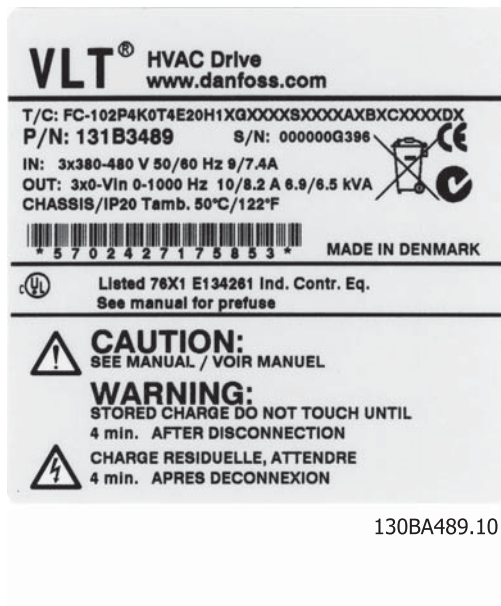 VLT® HVAC Drive
www.danfoss.com
T/C: FC-102P4K0T4E20H1XGXXXXSXXXXAXBXCXXXXDX
P/N: 131B3489 S/N: 000000G396
IN: 3x380-480 V 50/60 Hz 9/7.4A
OUT: 3x0-Vin 0-1000 Hz 10/8.2 A 6.9/6.5 kVA
CHASSIS/IP20 Tamb. 50°C/122°F
* 5 7 0 2 4 2 7 1 7 5 8 5 3 * MADE IN DENMARK
c UL Listed 76X1 E134261 Ind. Contr. Eq.
See manual for prefuse
CAUTION:
SEE MANUAL / VOIR MANUEL
WARNING:
STORED CHARGE DO NOT TOUCH UNTIL
4 min. AFTER DISCONNECTION
CHARGE RESIDUELLE, ATTENDRE
4 min. APRES DECONNEXION
130BA489.10